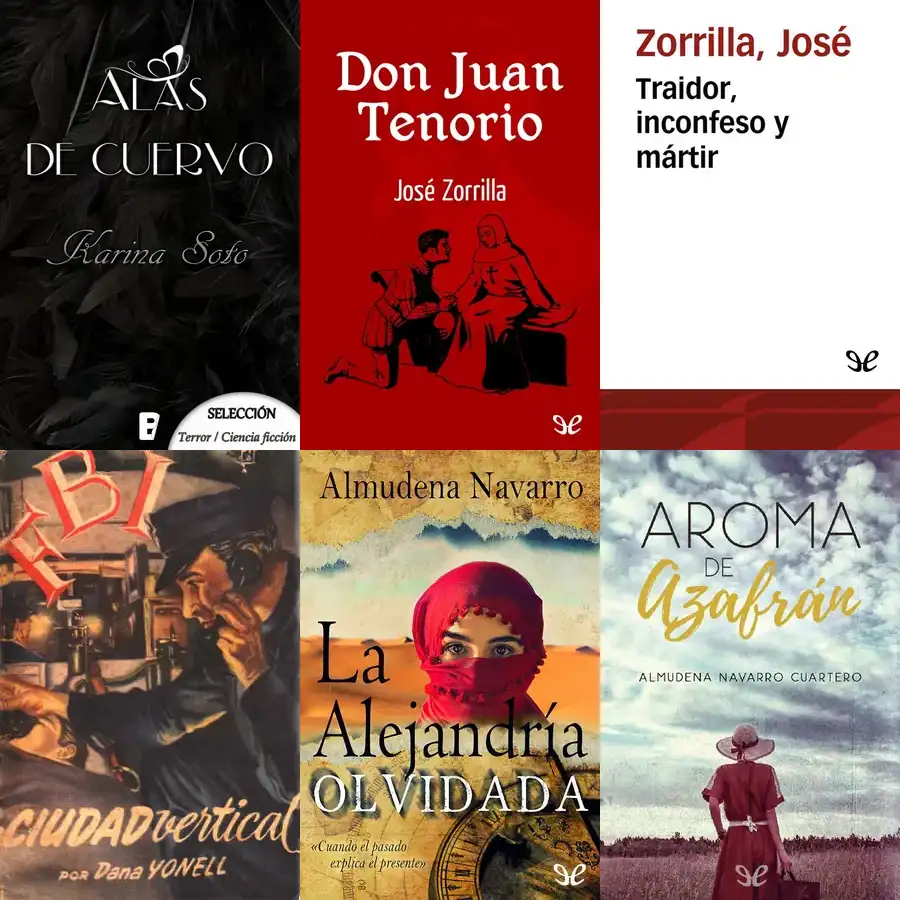 ALAS
DE CUERVO
Karina Soto
B
SELECCIÓN
Terror / Ciencia ficción
Don Juan
Tenorio
José Zorrilla
Zorrilla, José
Traidor,
inconfeso y
mártir
FBI
CIUDAD vertical
POR Dana YONELL
Almudena Navarro
La
Alejandría
OLVIDADA
«Cuando el pasado
explica el presente»
AROMA
DE
Azafrán
ALMUDENA NAVARRO CUARTERO